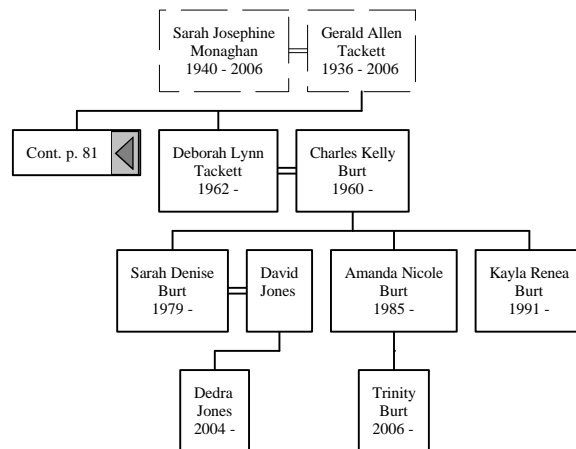 Sarah Josephine
Monaghan
1940 - 2006
Gerald Allen
Tackett
1936 - 2006
Cont. p. 81
Deborah Lynn
Tackett
1962 -
Charles Kelly
Burt
1960 -
Sarah Denise
Burt
1979 -
David
Jones
Amanda Nicole
Burt
1985 -
Kayla Renea
Burt
1991 -
Dedra
Jones
2004 -
Trinity
Burt
2006 -